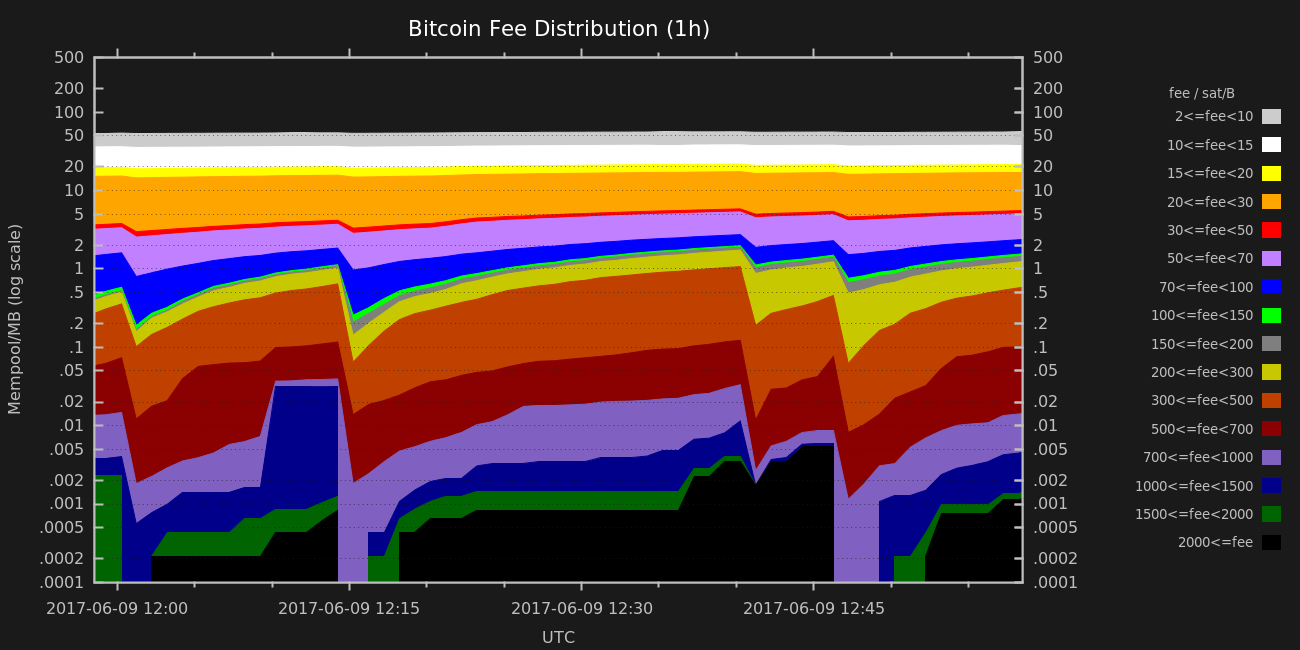 Bitcoin Fee Distribution (1h)
500 500
200 200
100 100
50 50
20 20
10 10
5 5
2 2
1 1
.5 .5
.2 .2
.1 .1
.05 .05
.02 .02
.01 .01
.005 .005
.002 .002
.001 .001
.0005 .0005
.0002 .0002
.0001 .0001
Mempool/MB (log scale)
2017-06-09 12:00 2017-06-09 12:15 2017-06-09 12:30 2017-06-09 12:45
UTC
fee / sat/B
2<=fee<10
10<=fee<15
15<=fee<20
20<=fee<30
30<=fee<50
50<=fee<70
70<=fee<100
100<=fee<150
150<=fee<200
200<=fee<300
300<=fee<500
500<=fee<700
700<=fee<1000
1000<=fee<1500
1500<=fee<2000
2000<=fee